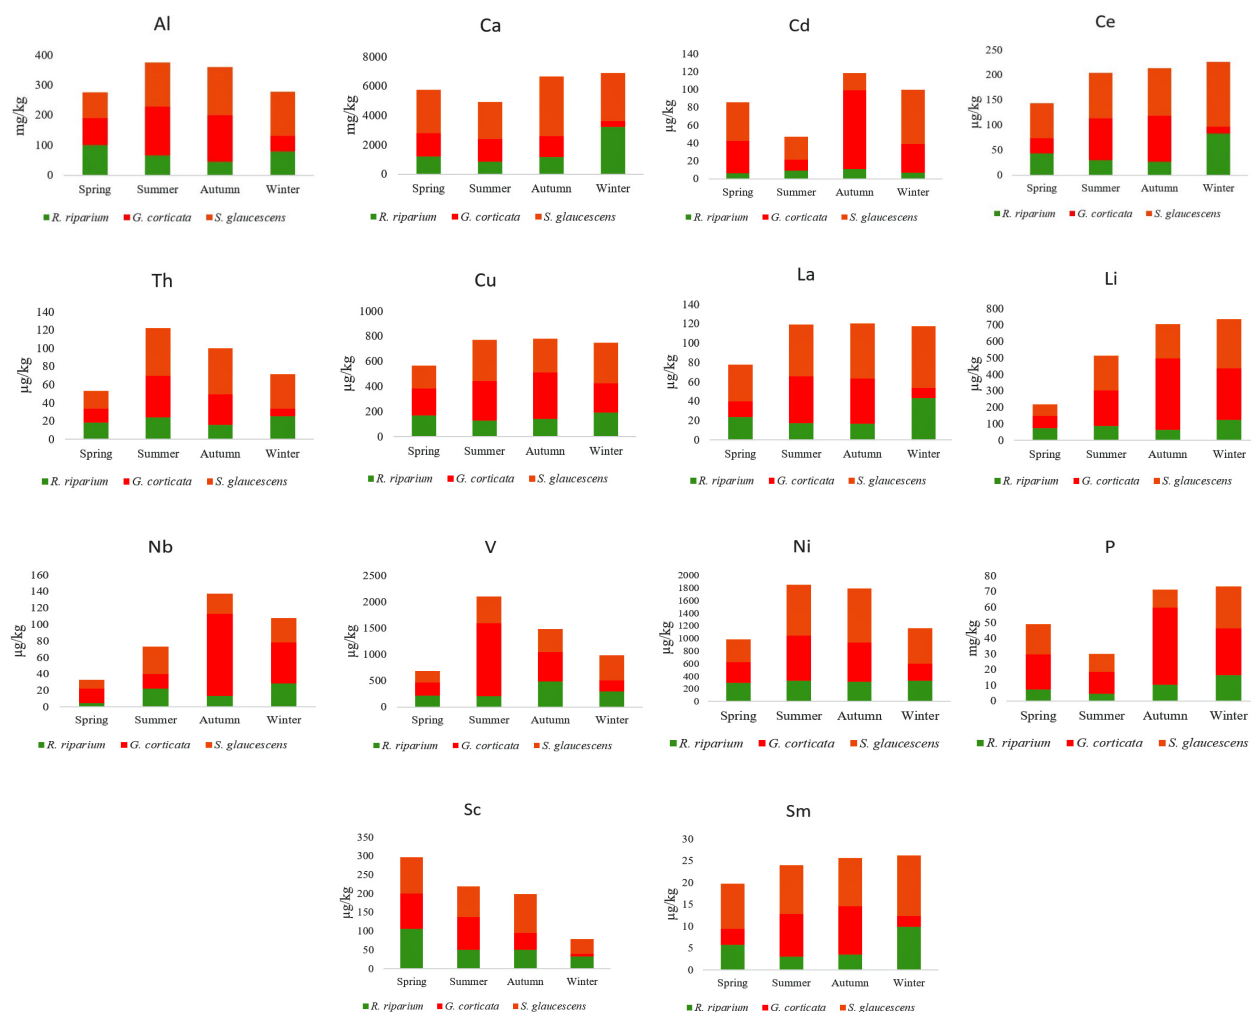 Al
mg/kg
400
300
200
100
0
Spring Summer Autumn Winter
R. riparium G. corticata S. glaucescens
Ca
mg/kg
8000
6000
4000
2000
0
Spring Summer Autumn Winter
R. riparium G. corticata S. glaucescens
Cd
µg/kg
140
120
100
80
60
40
20
0
Spring Summer Autumn Winter
R. riparium G. corticata S. glaucescens
Ce
µg/kg
250
200
150
100
50
0
Spring Summer Autumn Winter
R. riparium G. corticata S. glaucescens
Th
µg/kg
140
120
100
80
60
40
20
0
Spring Summer Autumn Winter
R. riparium G. corticata S. glaucescens
Cu
µg/kg
1000
800
600
400
200
0
Spring Summer Autumn Winter
R. riparium G. corticata S. glaucescens
La
µg/kg
140
120
100
80
60
40
20
0
Spring Summer Autumn Winter
R. riparium G. corticata S. glaucescens
Li
µg/kg
800
700
600
500
400
300
200
100
0
Spring Summer Autumn Winter
R. riparium G. corticata S. glaucescens
Nb
µg/kg
160
140
120
100
80
60
40
20
0
Spring Summer Autumn Winter
R. riparium G. corticata S. glaucescens
V
µg/kg
2500
2000
1500
1000
500
0
Spring Summer Autumn Winter
R. riparium G. corticata S. glaucescens
Ni
µg/kg
2000
1800
1600
1400
1200
1000
800
600
400
200
0
Spring Summer Autumn Winter
R. riparium G. corticata S. glaucescens
P
mg/kg
80
70
60
50
40
30
20
10
0
Spring Summer Autumn Winter
R. riparium G. corticata S. glaucescens
Sc
µg/kg
350
300
250
200
150
100
50
0
Spring Summer Autumn Winter
R. riparium G. corticata S. glaucescens
Sm
µg/kg
30
25
20
15
10
5
0
Spring Summer Autumn Winter
R. riparium G. corticata S. glaucescens